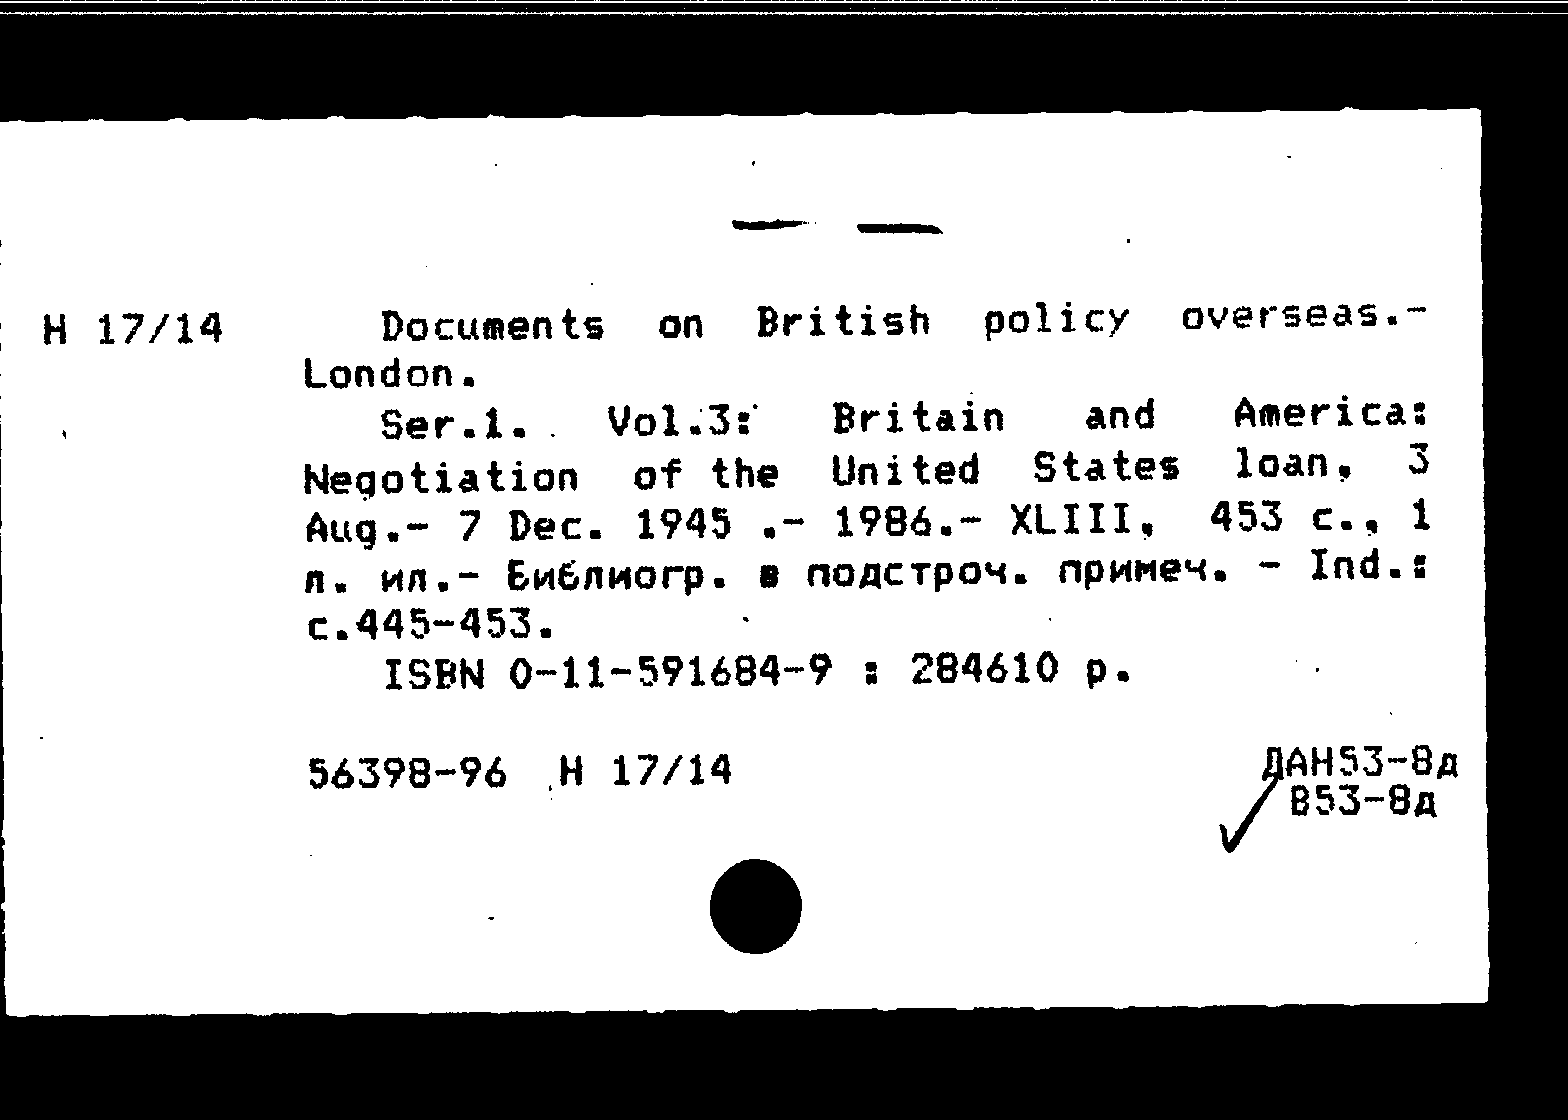 H 17/14 Documents on British policy overseas.-
London.
Ser.1. Vol.3: Britain and America:
Negotiation of the United States loan, 3
Aug.- 7 Dec. 1945 .- 1986.- XLIII, 453 с., 1
л. ил.- Библиогр. в подстроч. примеч. - Ind.:
с.445-453.
ISBN 0-11-591684-9 : 284610 р.
56398-96 H 17/14 ДАН53-8д
В53-8д